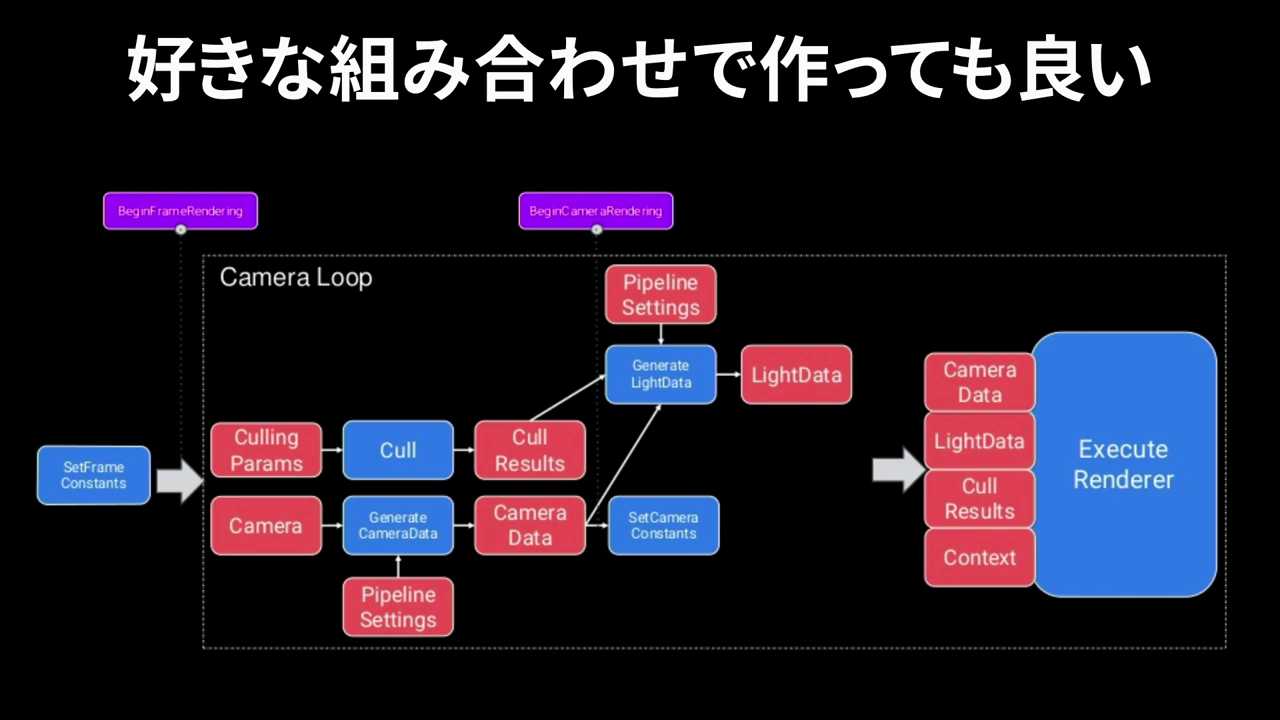 好きな組み合わせで作っても良い
BeginFrameRendering
BeginCameraRendering
Camera Loop
Pipeline
Settings
Generate
LightData
LightData
Culling
Params
Cull
Cull
Results
SetFrame
Constants
Camera
Generate
CameraData
Camera
Data
SetCamera
Constants
Pipeline
Settings
Camera
Data
LightData
Cull
Results
Context
Execute
Renderer